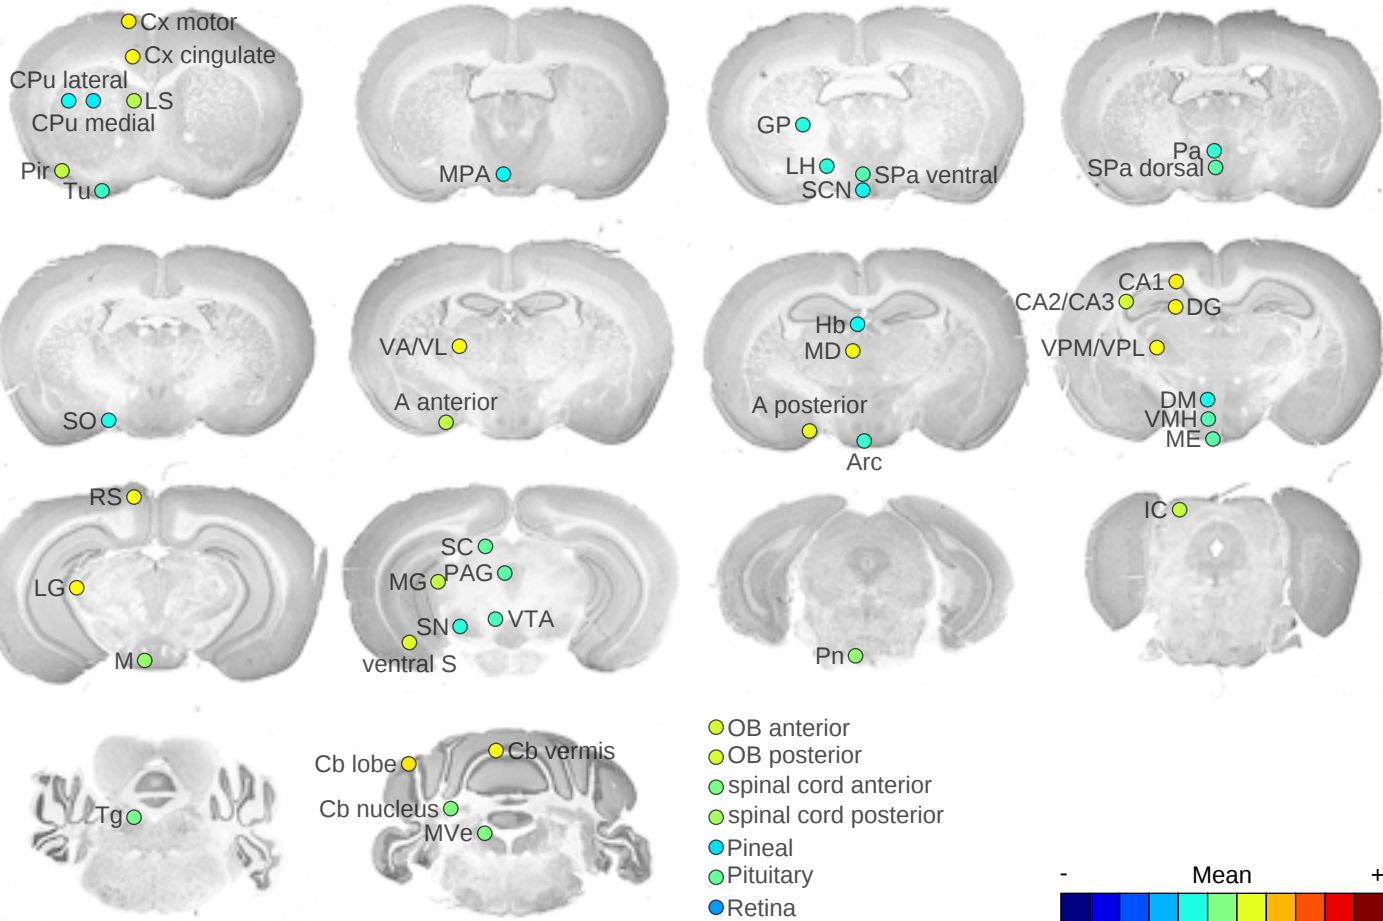 Cx motor
Cx cingulate
CPu lateral
LS
CPu medial
Pir
Tu
MPA
GP
LH
SPa ventral
SCN
Pa
SPa dorsal
SO
VA/VL
A anterior
Hb
MD
A posterior
Arc
CA1
CA2/CA3
DG
VPM/VPL
DM
VMH
ME
RS
LG
M
SC
MG
PAG
SN
VTA
ventral S
Pn
IC
Tg
Cb lobe
Cb vermis
Cb nucleus
MVe
OB anterior
OB posterior
spinal cord anterior
spinal cord posterior
Pineal
Pituitary
Retina
- Mean +